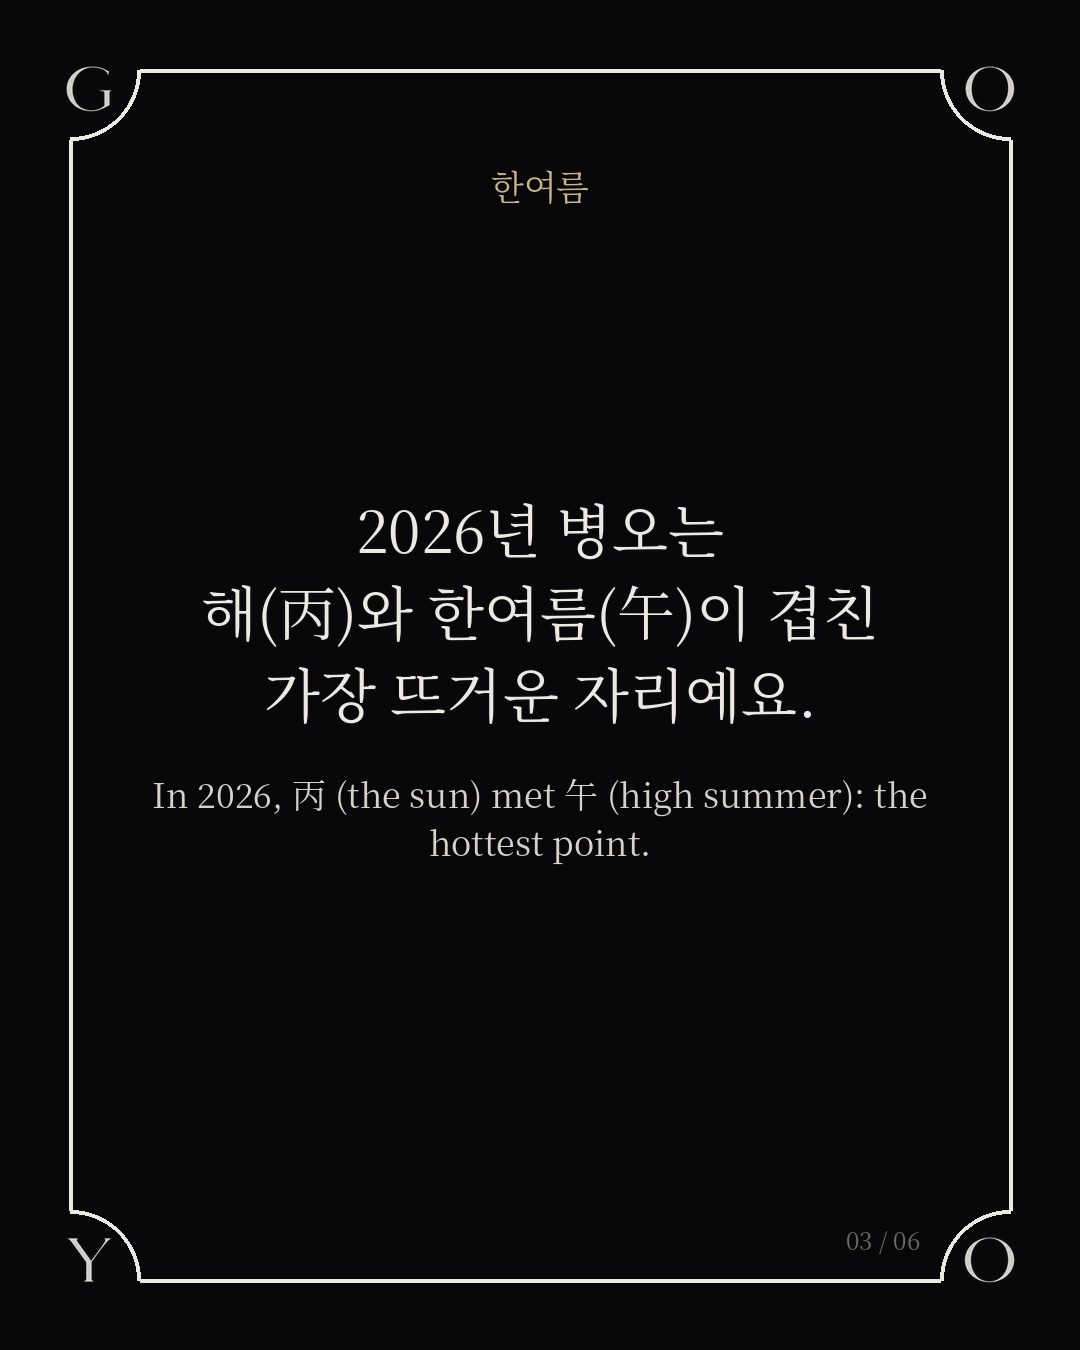 G O
한여름
2026년 병오는
해(丙)와 한여름(午)이 겹친
가장 뜨거운 자리예요.
In 2026, 丙 (the sun) met 午 (high summer): the
hottest point.
03 / 06
Y O